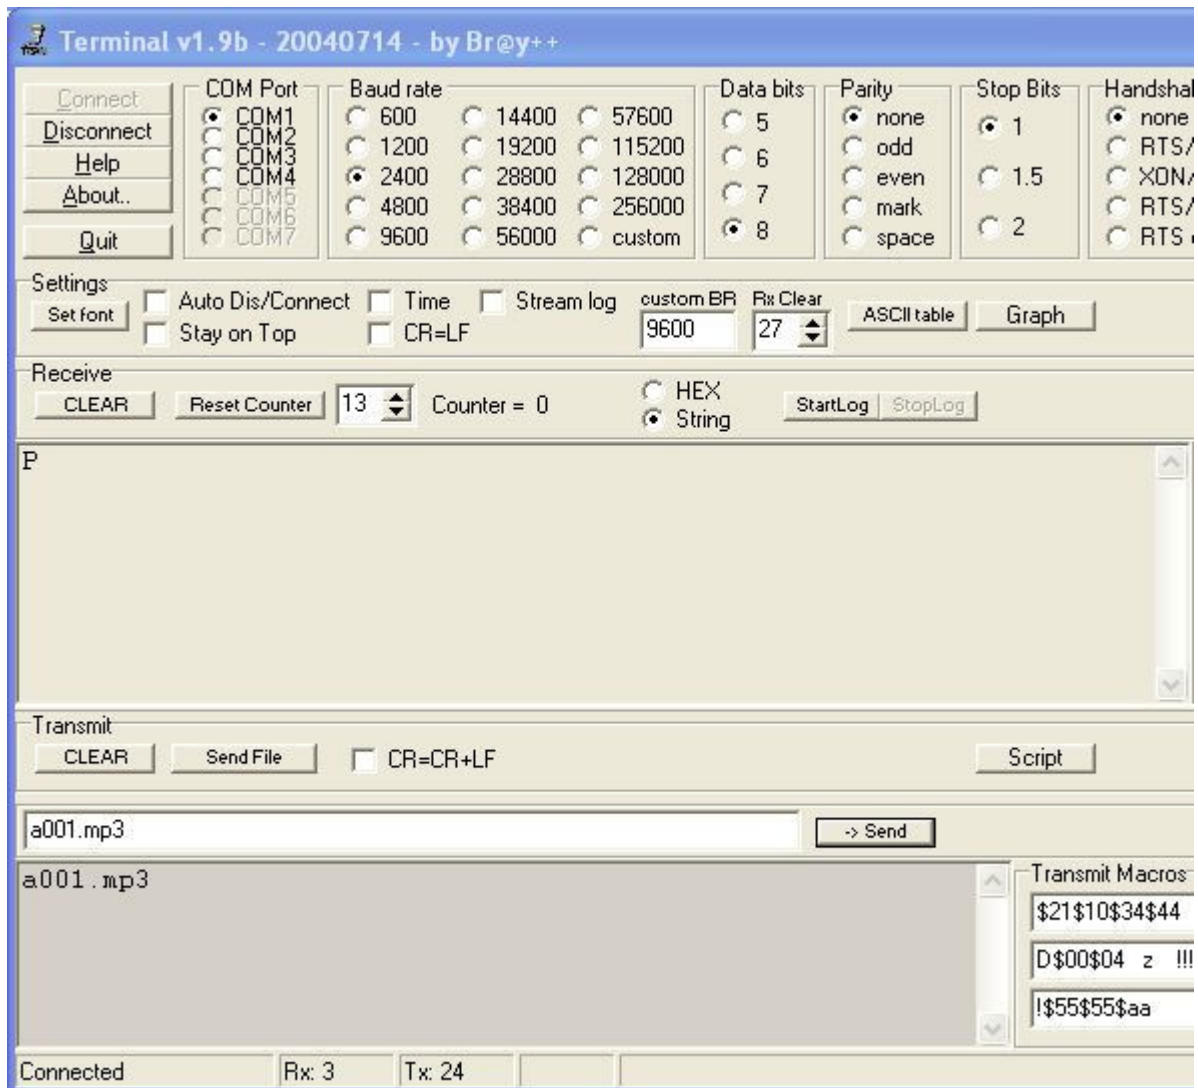 Terminal v1.9b - 20040714 - by Br@y++
Connect
Disconnect
Help
About..
Quit
COM Port
COM1
COM2
COM3
COM4
COM5
COM6
COM7
Baud rate
600
1200
2400
4800
9600
14400
19200
28800
38400
56000
57600
115200
128000
256000
custom
Data bits
5
6
7
8
Parity
none
odd
even
mark
space
Stop Bits
1
1.5
2
Handshal
none
RTS/
XON/
RTS/
RTS
Settings
Set font
Auto Dis/Connect
Stay on Top
Time
CR=LF
Stream log
custom BR
9600
Rx Clear
27
ASCII table
Graph
Receive
CLEAR
Reset Counter
13
Counter = 0
HEX
String
StartLog
StopLog
P
Transmit
CLEAR
Send File
CR=CR+LF
Script
a001.mp3
-> Send
a001.mp3
Transmit Macros
$21$10$34$44
D$00$04 z !!!
!$55$55$aa
Connected
Rx: 3
Tx: 24